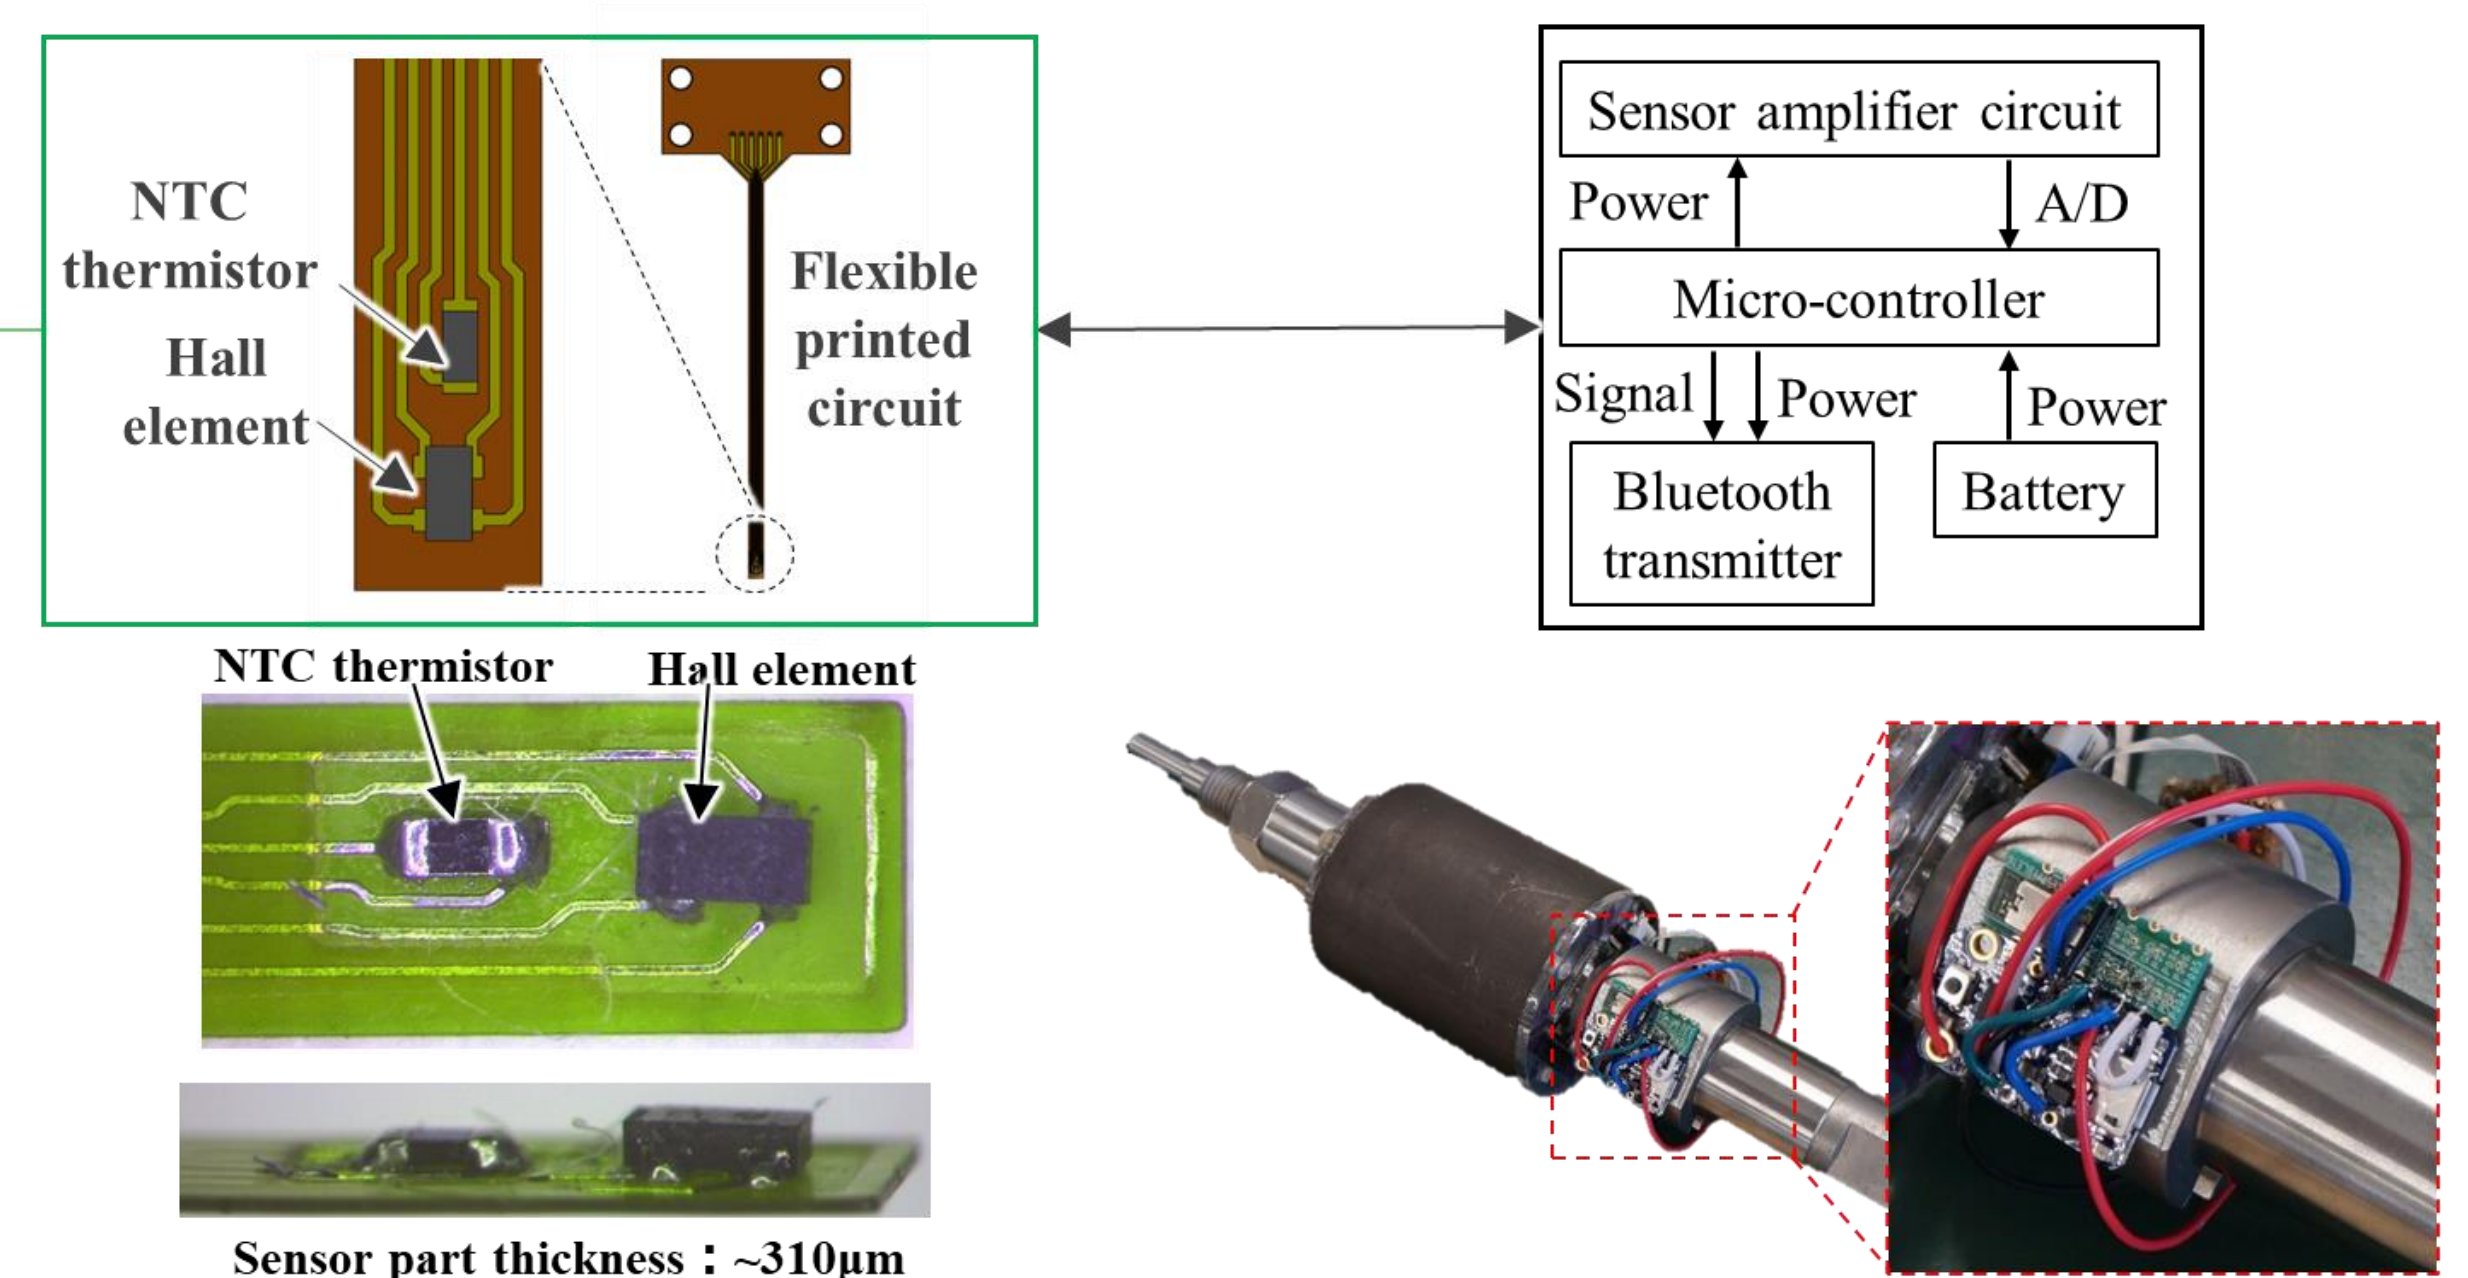 NTC
thermistor
Hall
element
Flexible
printed
circuit
Sensor amplifier circuit
Power
A/D
Micro-controller
Signal
Power
Power
Bluetooth
transmitter
Battery
NTC thermistor
Hall element
Sensor part thickness：~310μm